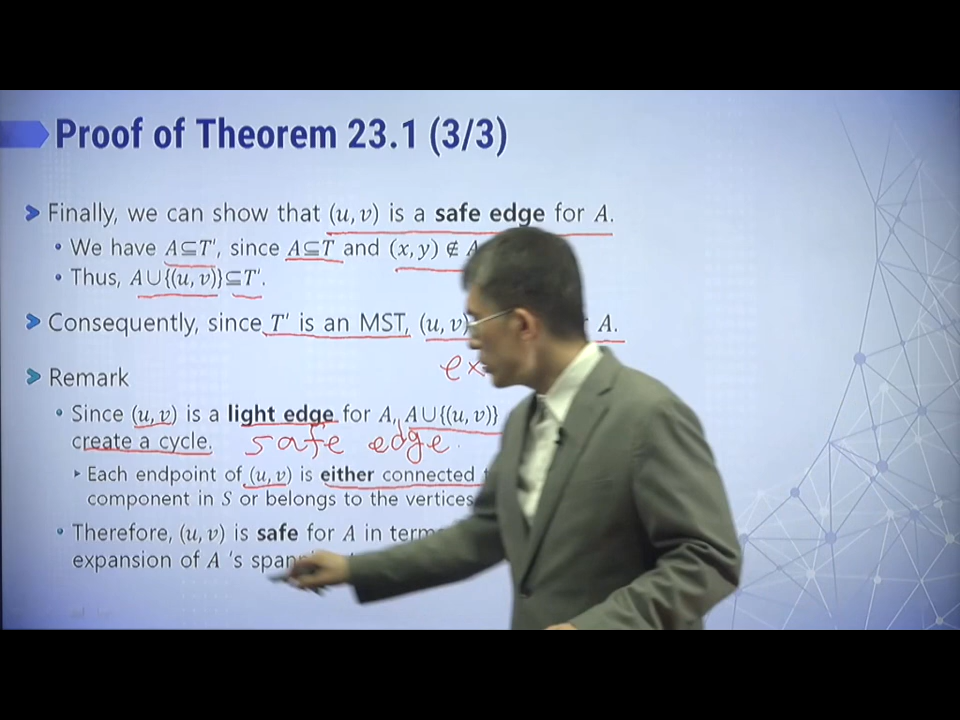 Proof of Theorem 23.1 (3/3)
Finally, we can show that (u, v) is a safe edge for A.
• We have A⊆T′, since A⊆T and (x, y) ∉ A
• Thus, A∪{(u, v)}⊆T′.
Consequently, since T′ is an MST, (u, v) A.
ex
Remark
• Since (u, v) is a light edge for A, A∪{(u, v)}
create a cycle. safe edge.
Each endpoint of (u, v) is either connected
component in S or belongs to the vertices
• Therefore, (u, v) is safe for A in
expansion of A 's